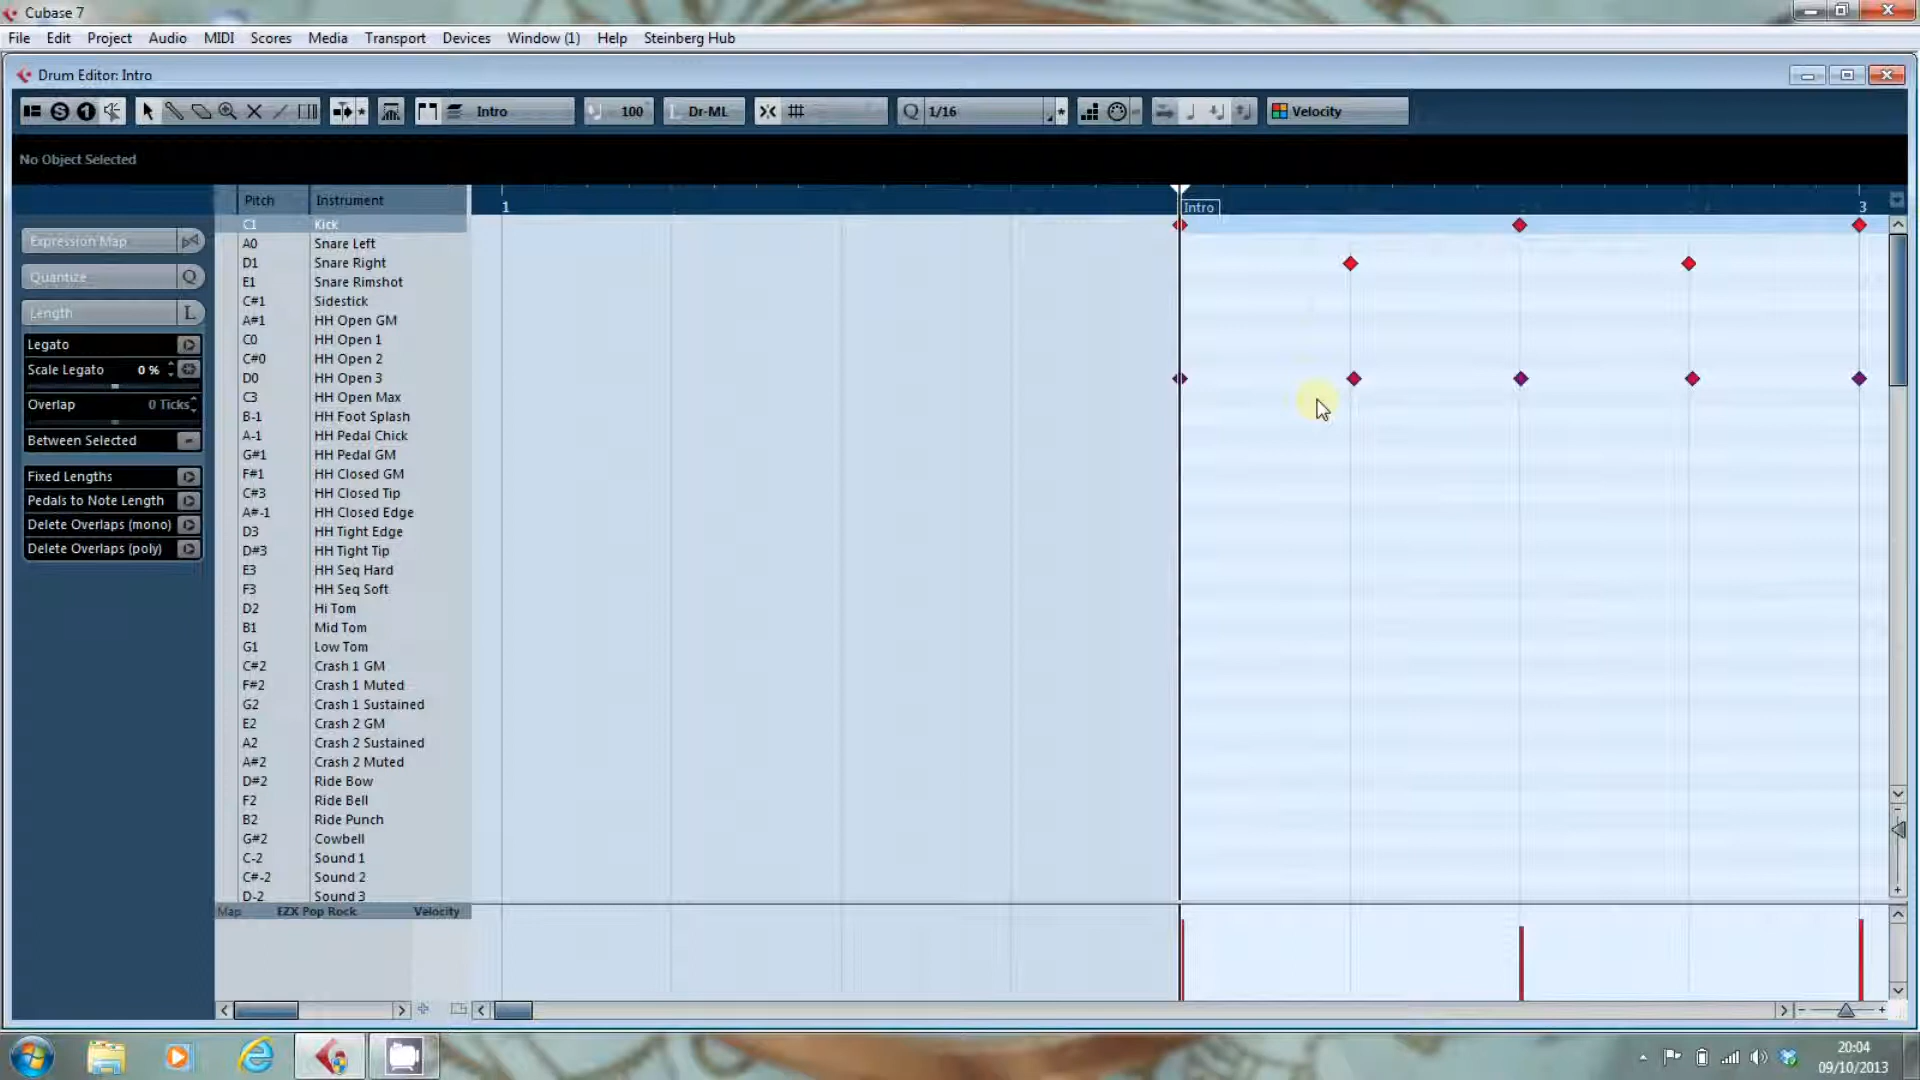 Cubase 7
File Edit Project Audio MIDI Scores Media Transport Devices Window (1) Help Steinberg Hub
Drum Editor: Intro
Intro 100 Dr-ML Q 1/16 Velocity
No Object Selected
Pitch Instrument
1 Intro 3
C1 Kick
A0 Snare Left
D1 Snare Right
E1 Snare Rimshot
C#1 Sidestick
A#1 HH Open GM
C0 HH Open 1
C#0 HH Open 2
D0 HH Open 3
C3 HH Open Max
B-1 HH Foot Splash
A-1 HH Pedal Chick
G#1 HH Pedal GM
F#1 HH Closed GM
C#3 HH Closed Tip
A#-1 HH Closed Edge
D3 HH Tight Edge
D#3 HH Tight Tip
E3 HH Seq Hard
F3 HH Seq Soft
D2 Hi Tom
B1 Mid Tom
G1 Low Tom
C#2 Crash 1 GM
F#2 Crash 1 Muted
G2 Crash 1 Sustained
E2 Crash 2 GM
A2 Crash 2 Sustained
A#2 Crash 2 Muted
D#2 Ride Bow
F2 Ride Bell
B2 Ride Punch
G#2 Cowbell
C-2 Sound 1
C#-2 Sound 2
D-2 Sound 3
Expression Map
Quantize Q
Length L
Legato
Scale Legato 0 %
Overlap 0 Ticks
Between Selected
Fixed Lengths
Pedals to Note Length
Delete Overlaps (mono)
Delete Overlaps (poly)
Map EZX Pop Rock Velocity
20:04
09/10/2013